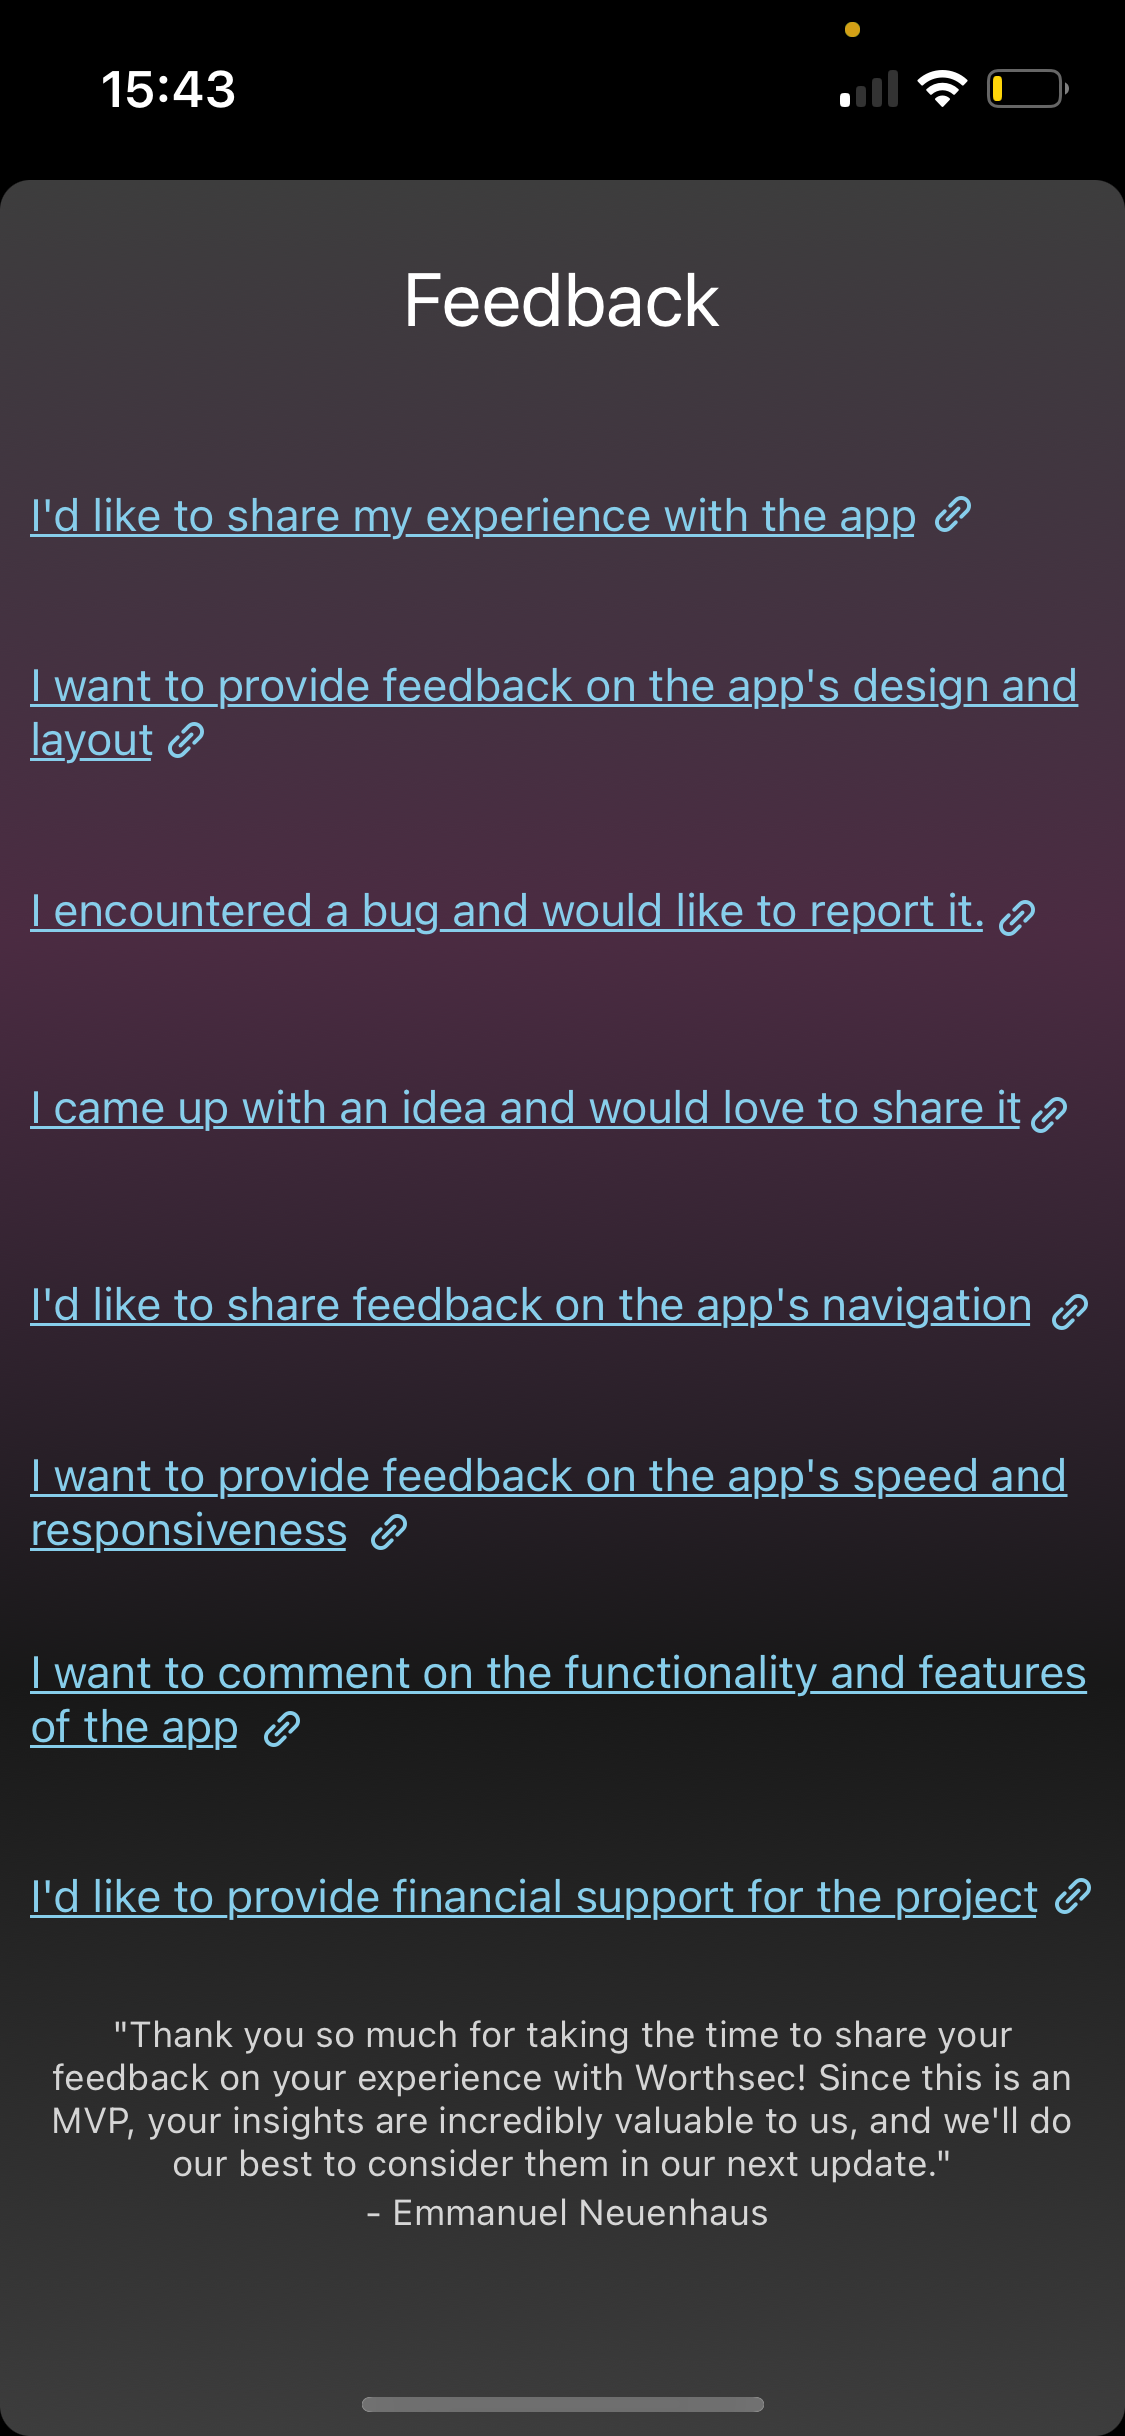 15:43
Feedback
I'd like to share my experience with the app
I want to provide feedback on the app's design and
layout
I encountered a bug and would like to report it.
I came up with an idea and would love to share it
I'd like to share feedback on the app's navigation
I want to provide feedback on the app's speed and
responsiveness
I want to comment on the functionality and features
of the app
I'd like to provide financial support for the project
"Thank you so much for taking the time to share your
feedback on your experience with Worthsec! Since this is an
MVP, your insights are incredibly valuable to us, and we'll do
our best to consider them in our next update."
- Emmanuel Neuenhaus